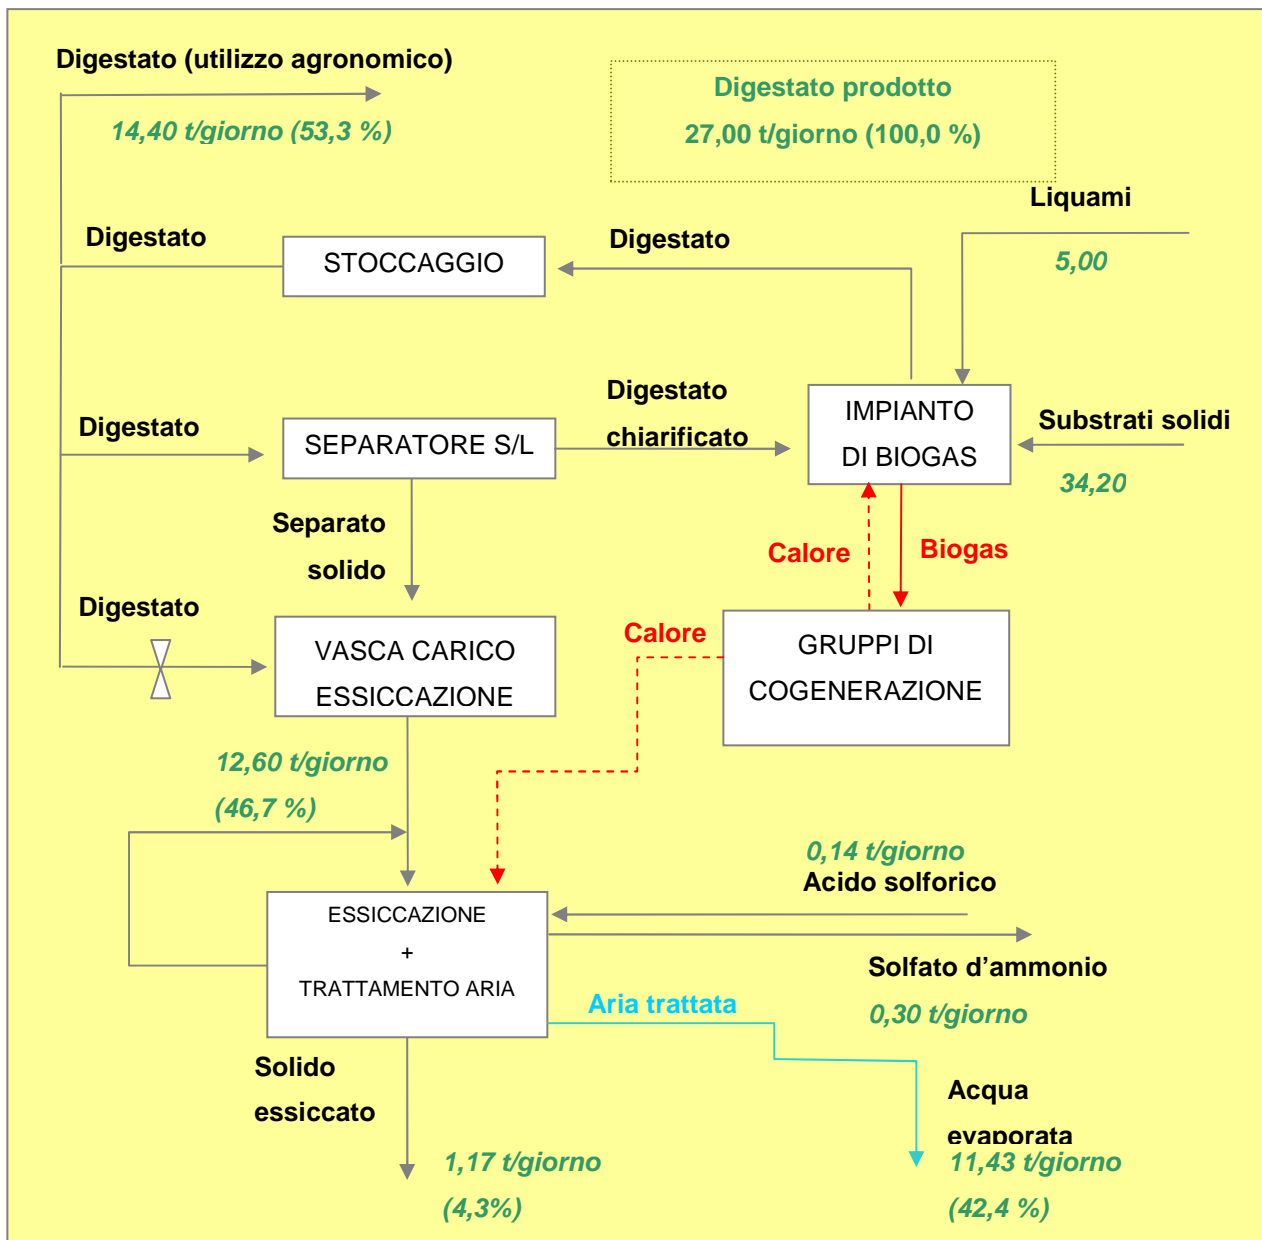 Digestato (utilizzo agronomico)
14,40 t/giorno (53,3 %)
Digestato prodotto
27,00 t/giorno (100,0 %)
Liquami
5,00
Digestato
STOCCAGGIO
Digestato
Digestato
SEPARATORE S/L
Digestato
chiarificato
IMPIANTO
DI BIOGAS
Substrati solidi
34,20
Separato
solido
Calore
Biogas
Digestato
VASCA CARICO
ESSICCAZIONE
Calore
GRUPPI DI
COGENERAZIONE
12,60 t/giorno
(46,7 %)
0,14 t/giorno
Acido solforico
ESSICCAZIONE
+
TRATTAMENTO ARIA
Solfato d’ammonio
0,30 t/giorno
Aria trattata
Solido
essiccato
Acqua
evaporata
1,17 t/giorno
(4,3%)
11,43 t/giorno
(42,4 %)